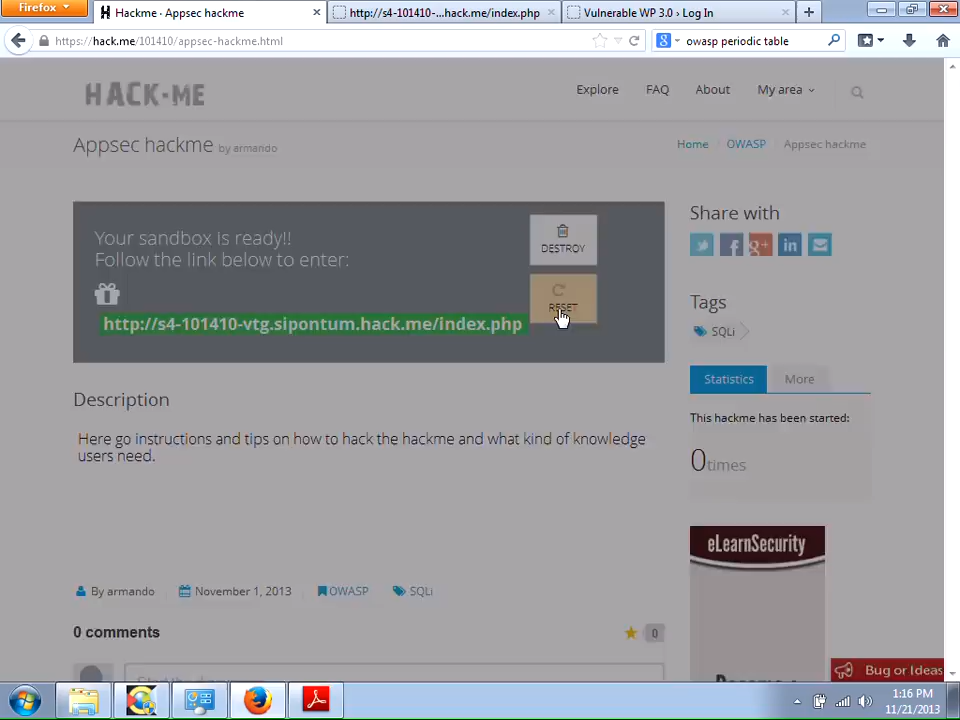 Firefox
Hackme · Appsec hackme
http://s4-101410-...hack.me/index.php
Vulnerable WP 3.0 › Log In
https://hack.me/101410/appsec-hackme.html
owasp periodic table
HACK·ME
Explore
FAQ
About
My area
Appsec hackme by armando
Home
OWASP
Appsec hackme
Your sandbox is ready!!
Follow the link below to enter:
http://s4-101410-vtg.sipontum.hack.me/index.php
DESTROY
RESET
Share with
Tags
SQLi
Statistics
More
This hackme has been started:
0times
Description
Here go instructions and tips on how to hack the hackme and what kind of knowledge
users need.
eLearnSecurity
By armando
November 1, 2013
OWASP
SQLi
0 comments
0
Bug or Ideas
1:16 PM
11/21/2013